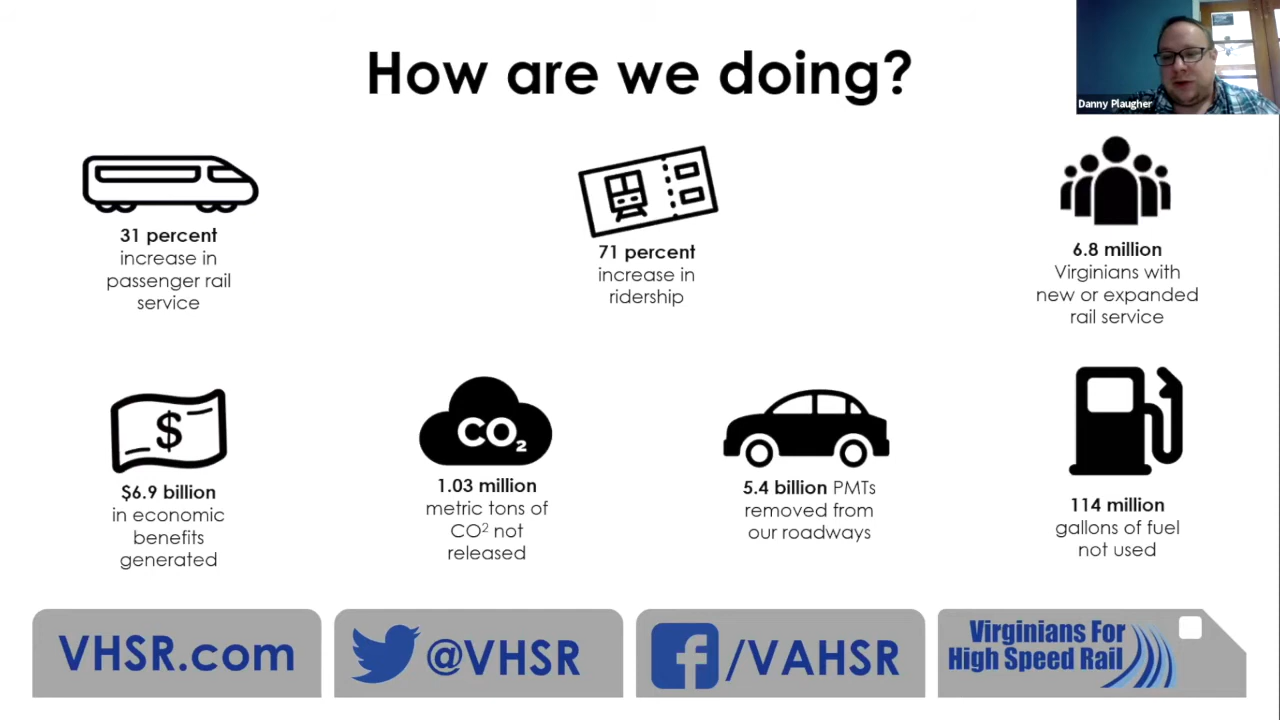 How are we doing?
Danny Plaugher
31 percent
increase in
passenger rail
service
71 percent
increase in
ridership
6.8 million
Virginians with
new or expanded
rail service
$
$6.9 billion
in economic
benefits
generated
CO₂
1.03 million
metric tons of
CO² not
released
5.4 billion PMTs
removed from
our roadways
114 million
gallons of fuel
not used
VHSR.com
@VHSR
f/VAHSR
Virginians For
High Speed Rail